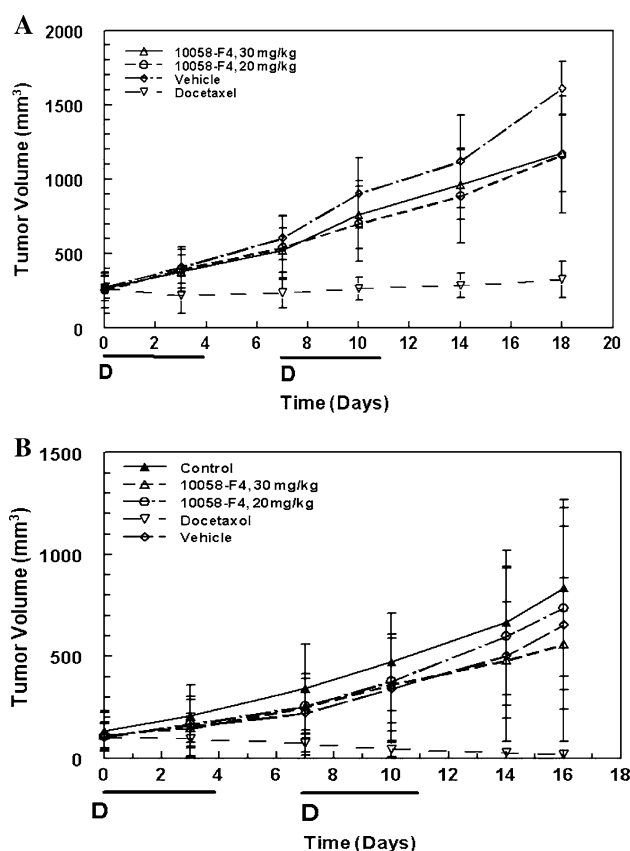 A
2000
10058-F4, 30 mg/kg
10058-F4, 20 mg/kg
Vehicle
Docetaxel
1500
1000
500
0
Tumor Volume (mm3)
0 2 4 6 8 10 12 14 16 18 20
D D
Time (Days)
B
1500
Control
10058-F4, 30 mg/kg
10058-F4, 20mg/kg
Docetaxol
Vehicle
1000
500
0
Tumor Volume (mm3)
0 2 4 6 8 10 12 14 16 18
D D
Time (Days)